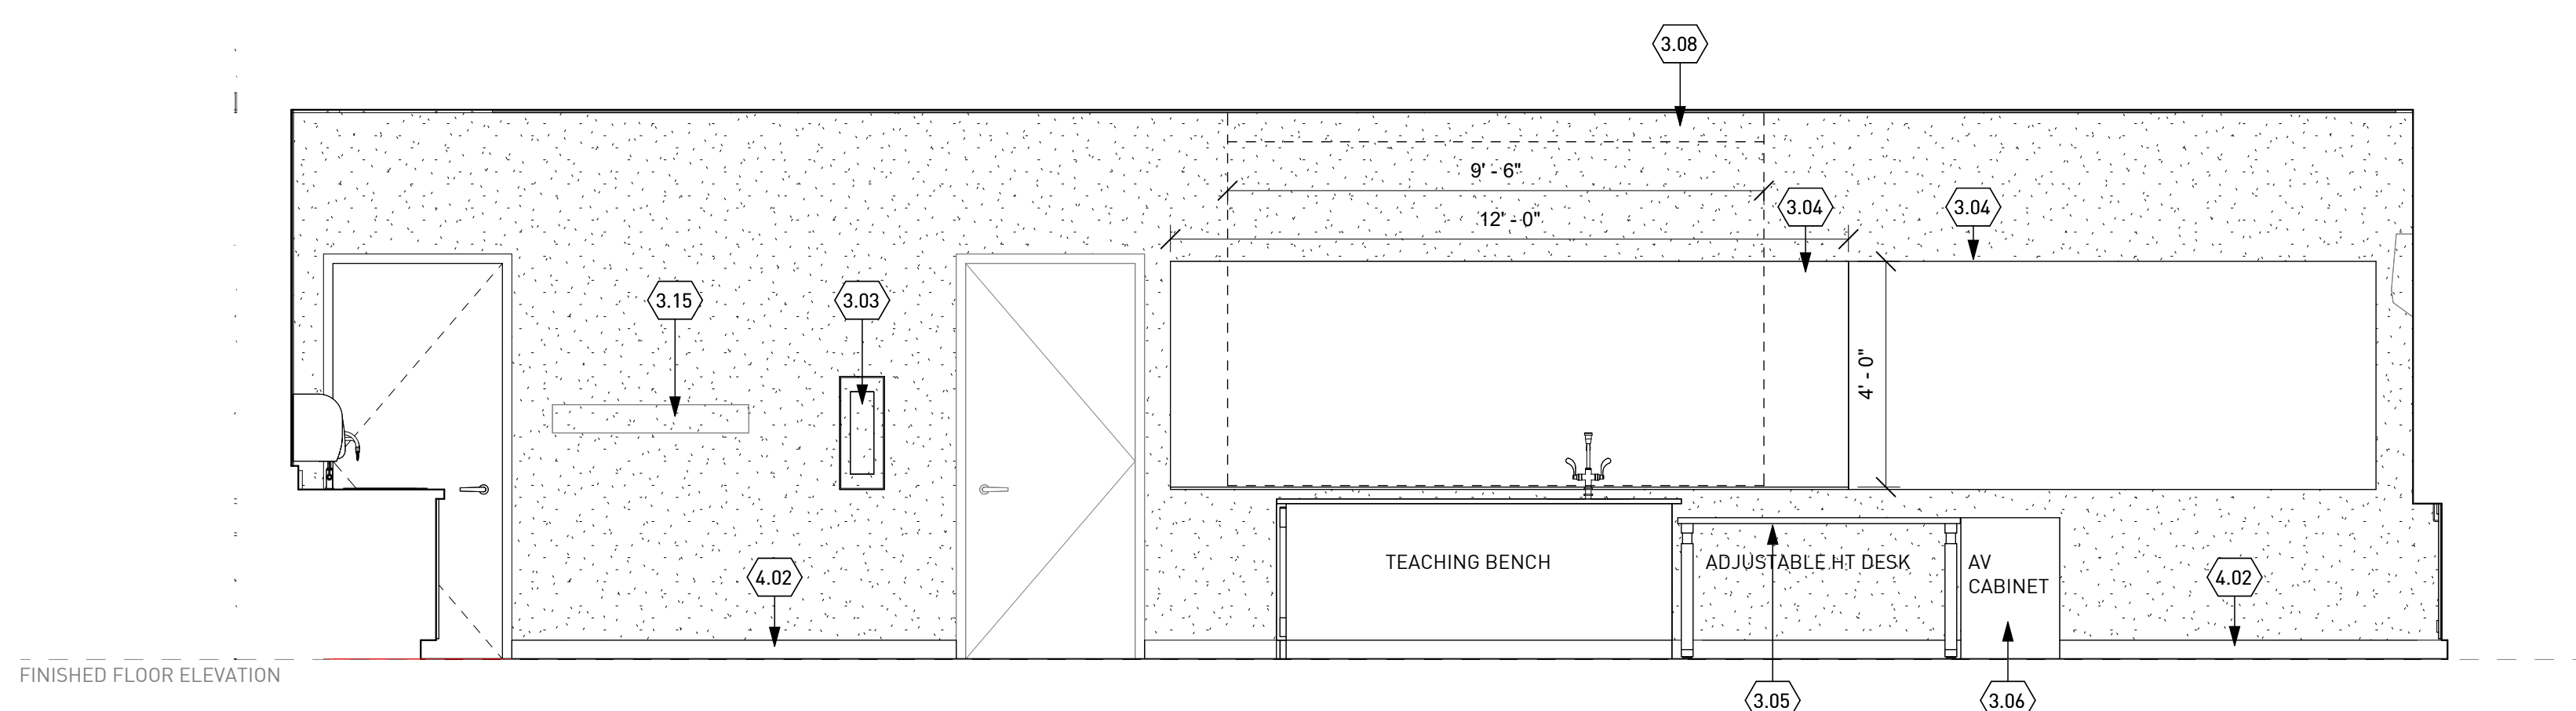 3.08
9' - 6"
12' - 0"
3.04
3.04
3.15
3.03
4' - 0"
TEACHING BENCH
ADJUSTABLE HT DESK
AV
CABINET
4.02
4.02
FINISHED FLOOR ELEVATION
3.05
3.06